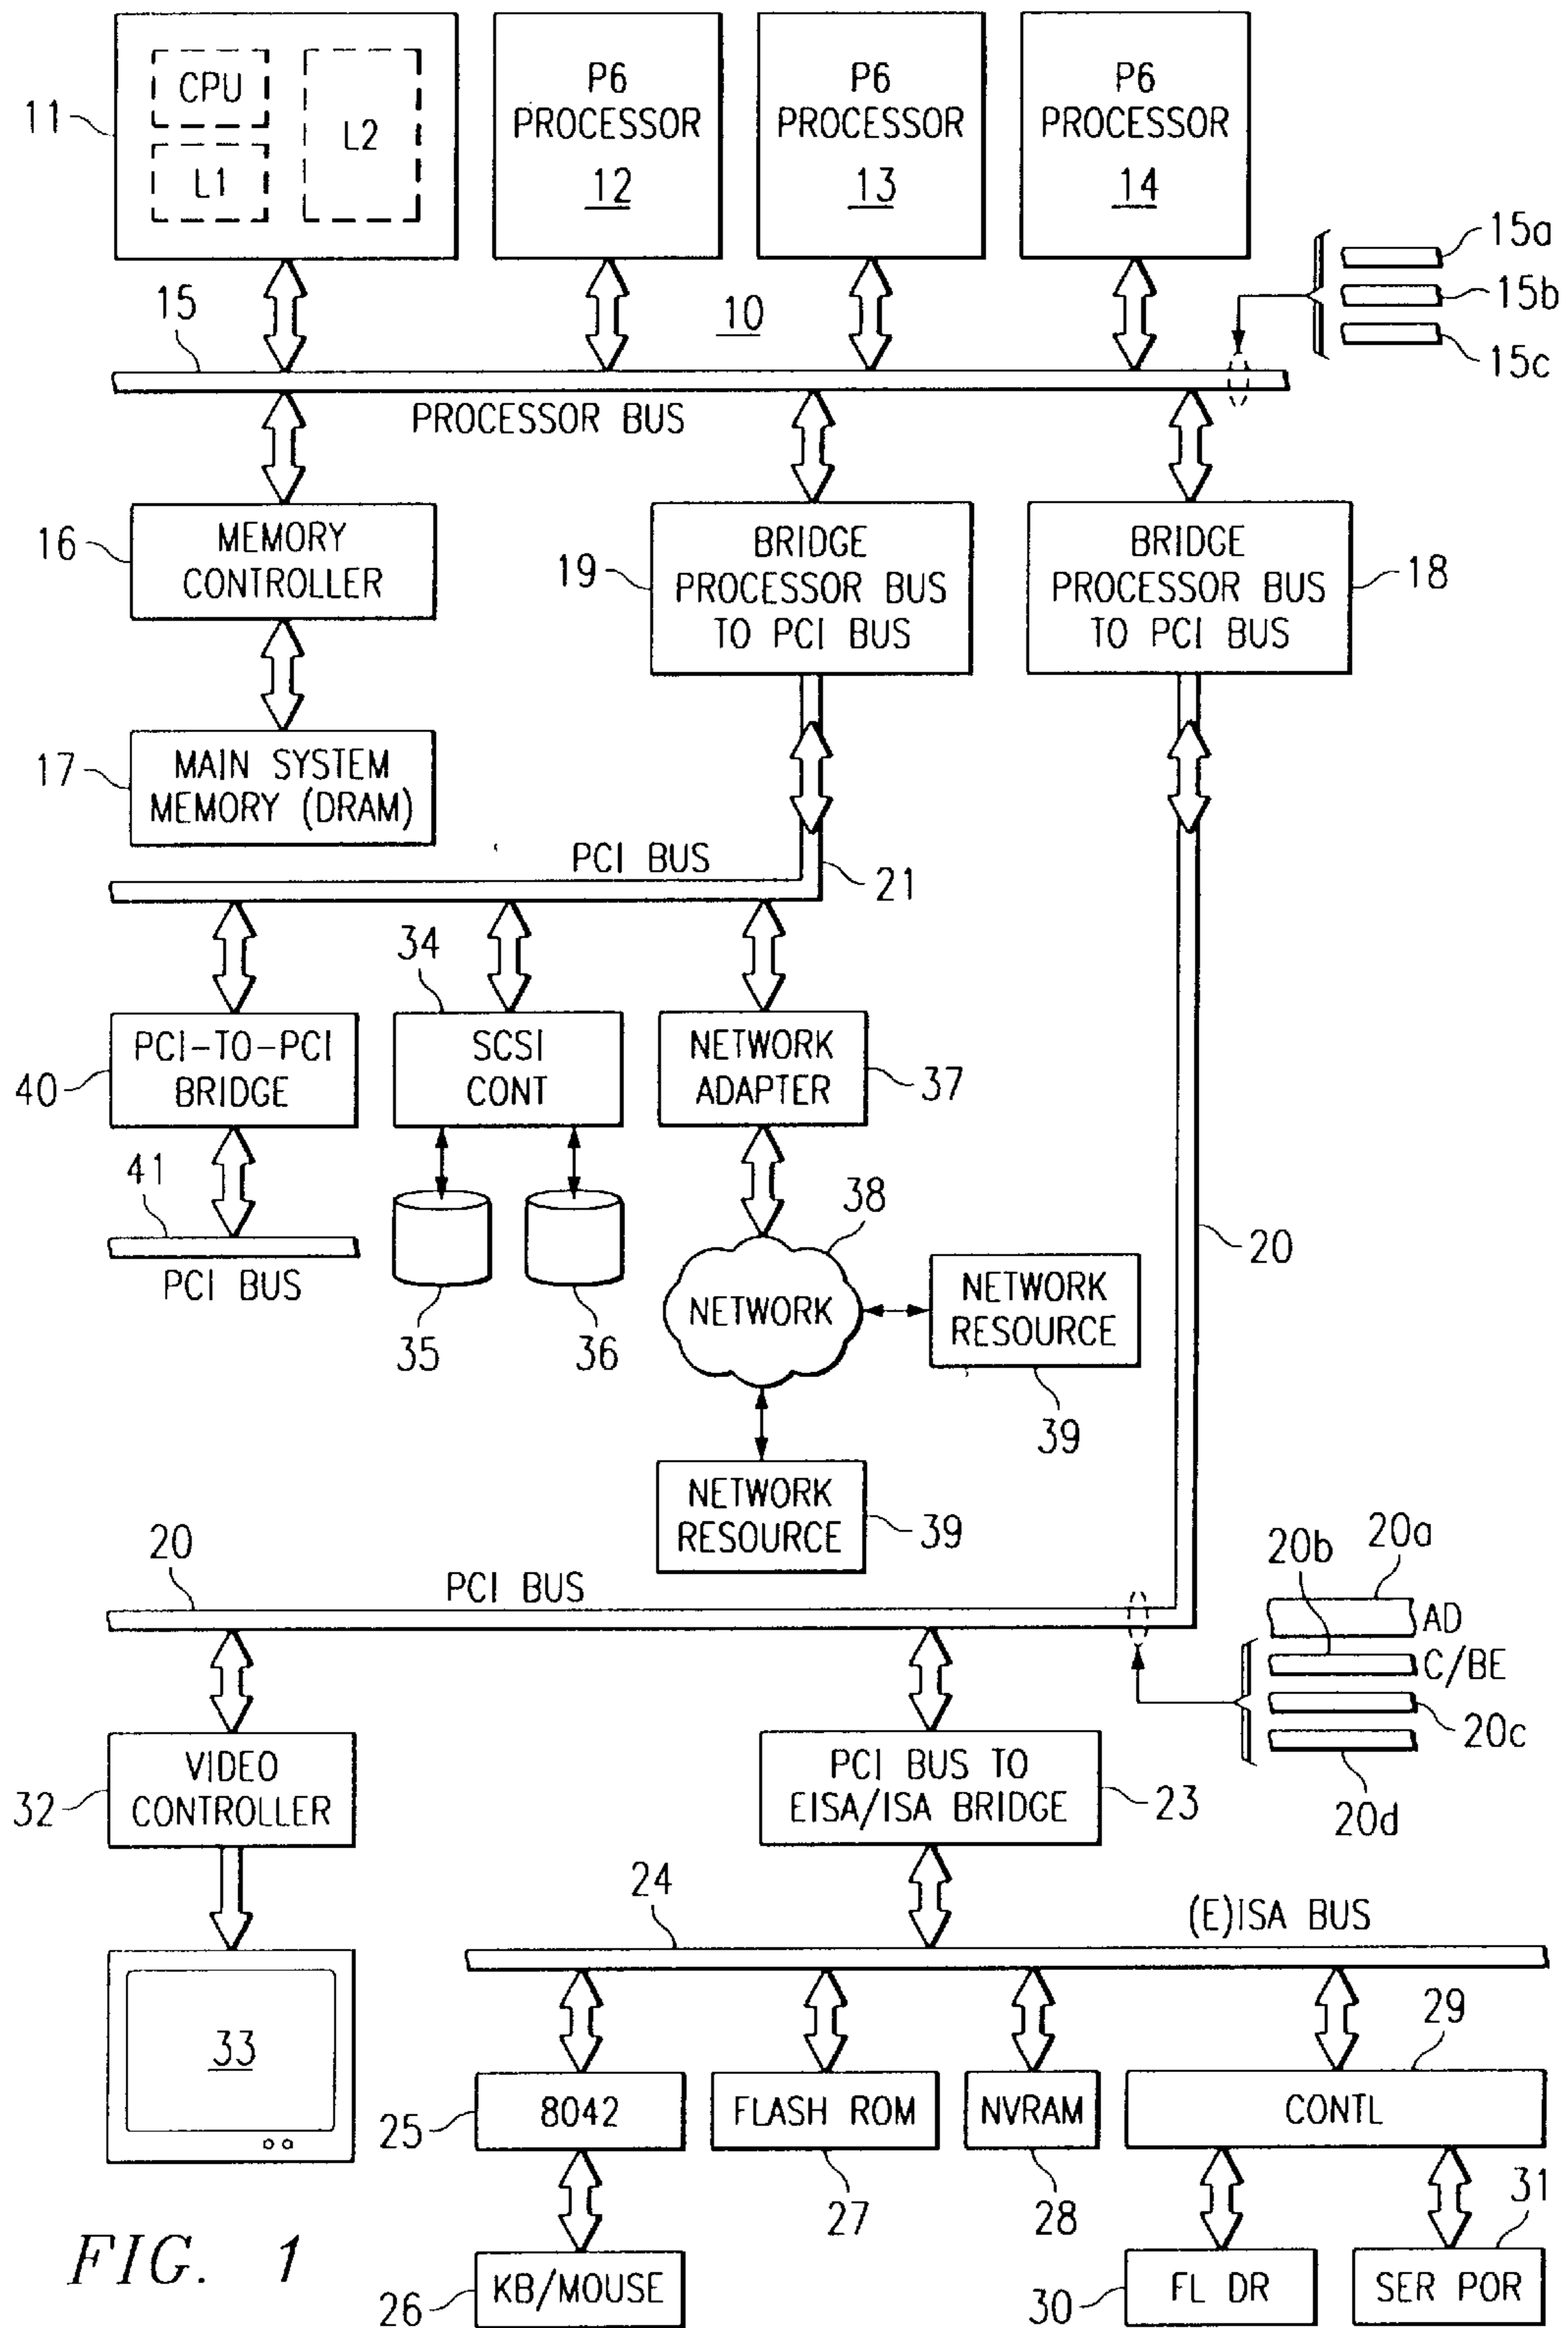 CPU
L1
L2
11
P6
PROCESSOR
12
P6
PROCESSOR
13
P6
PROCESSOR
14
15a
15b
15c
15
10
PROCESSOR BUS
16
MEMORY
CONTROLLER
19
BRIDGE
PROCESSOR BUS
TO PCI BUS
BRIDGE
PROCESSOR BUS
TO PCI BUS
18
17
MAIN SYSTEM
MEMORY (DRAM)
PCI BUS
21
34
40
PCI-TO-PCI
BRIDGE
SCSI
CONT
NETWORK
ADAPTER
37
41
PCI BUS
35
36
38
NETWORK
NETWORK
RESOURCE
39
20
NETWORK
RESOURCE
39
20
PCI BUS
20b
20a
AD
C/BE
20c
20d
32
VIDEO
CONTROLLER
PCI BUS TO
EISA/ISA BRIDGE
23
24
(E)ISA BUS
33
29
25
8042
FLASH ROM
NVRAM
CONTL
27
28
31
26
KB/MOUSE
30
FL DR
SER POR
FIG. 1